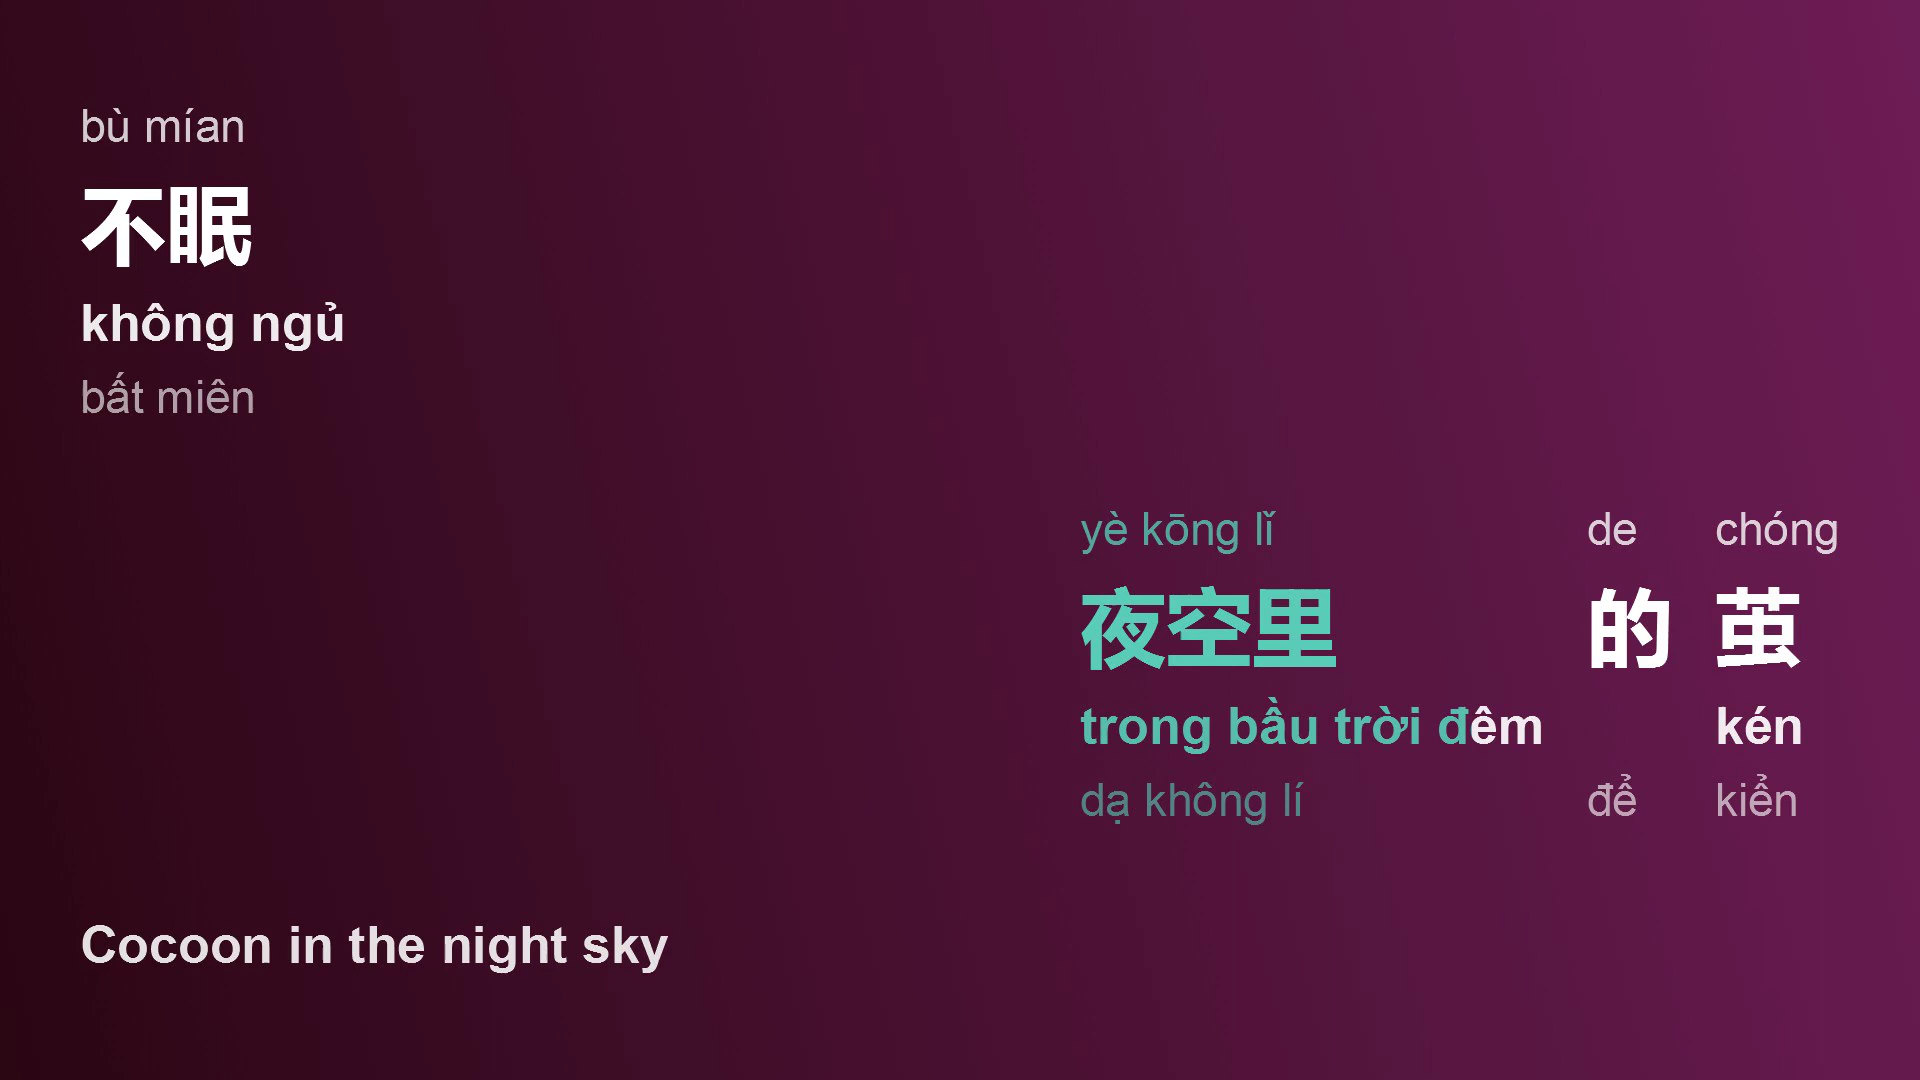 bù mían
不眠
không ngủ
bất miên
yè kōng lǐ de chóng
夜空里 的 茧
trong bầu trời đêm kén
dạ không lí để kiển
Cocoon in the night sky